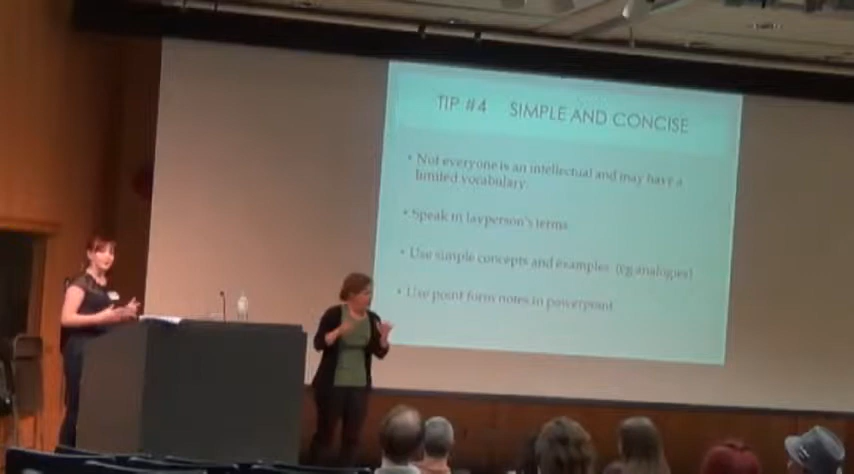 TIP #4 SIMPLE AND CONCISE
• Not everyone is an intellectual and may have a
limited vocabulary.
• Speak in layperson's terms
• Use simple concepts and examples (eg analogies)
• Use point form notes in powerpoint